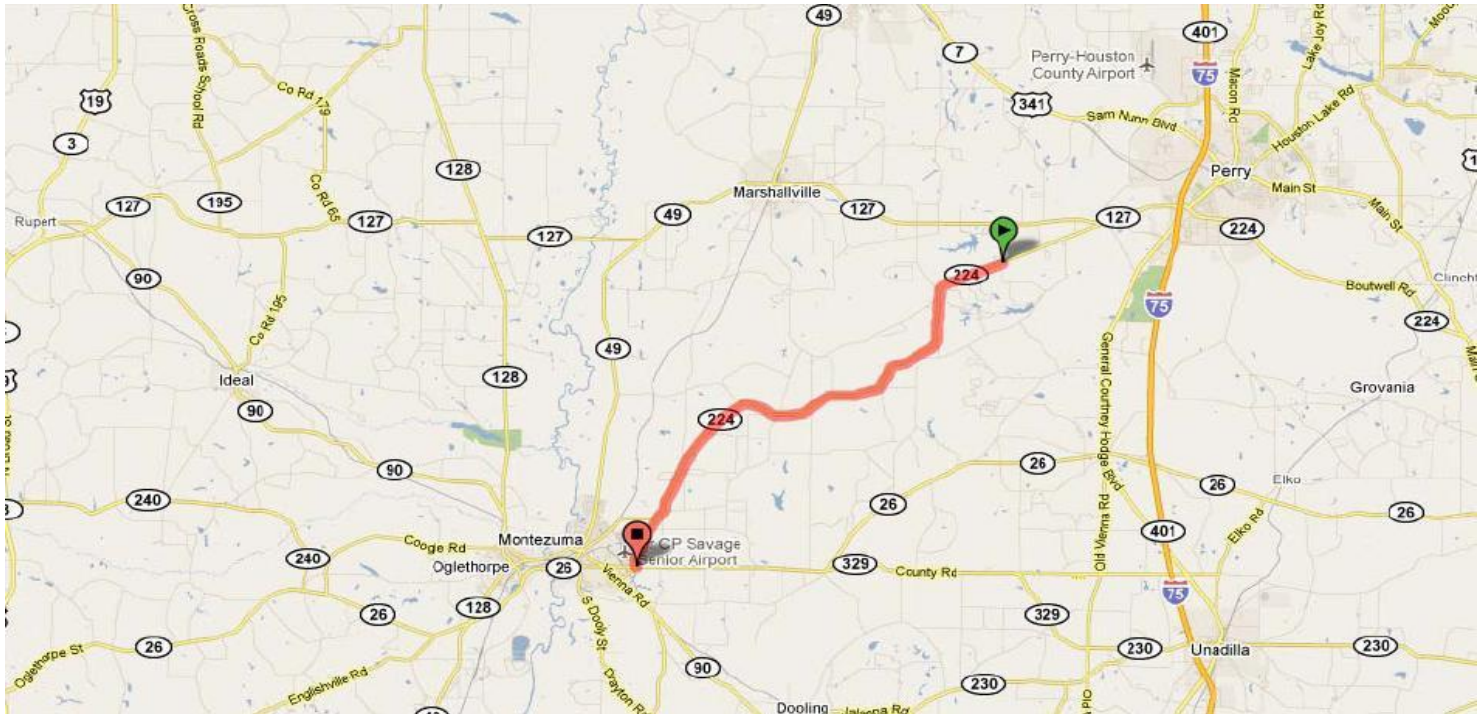 49
7
401
Perry-Houston
County Airport
75
Macon Rd
Lake Joy Rd
Cross Roads School Rd
Co Rd 179
19
341
Sam Nunn Blvd
Houston Lake Rd
3
128
Perry
Marshallville
Main St
195
Co Rd 65
127
127
49
127
127
Main St
Rupert
127
224
224
90
75
Boutwell Rd
224
Co Rd 195
49
General Courtney Hodge Blvd
Ideal
128
Grovania
90
224
26
90
Elko
26
240
26
26
Old Vienna Rd
Montezuma
Coogle Rd
CP Savage
401
Elko Rd
240
Oglethorpe
26
Senior Airport
329
County Rd
Vienna Rd
75
128
S Dooly St
329
26
26
230
230
Unadilla
Oglethorpe St
90
Englishville Rd
Drayton Rd
230
Dooling